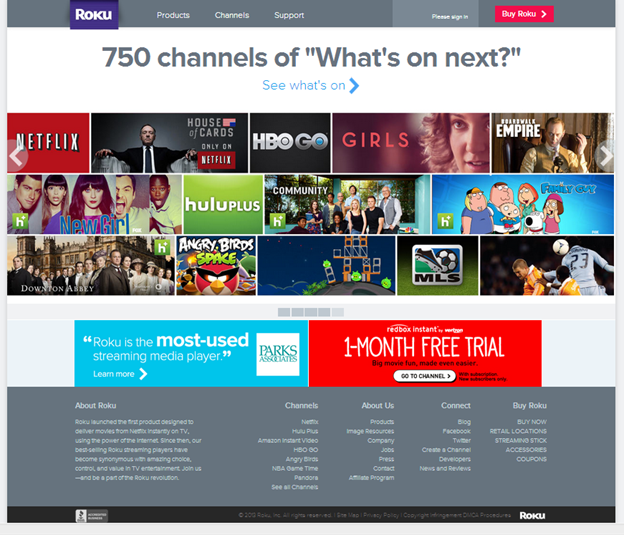 Roku
Products
Channels
Support
Please sign in
Buy Roku
750 channels of "What's on next?"
See what's on
NETFLIX
HOUSE of CARDS
ONLY ON
NETFLIX
HBO GO
GIRLS
BOARDWALK
EMPIRE
New Girl
FOX
huluPLUS
COMMUNITY
FAMILY GUY
FOX
DOWNTON ABBEY
ANGRY BIRDS
SPACE
MLS
"Roku is the most-used
streaming media player."
Learn more
PARKS
ASSOCIATES
redbox instant by verizon
1-MONTH FREE TRIAL
Big movie fun, made even easier.
GO TO CHANNEL
With subscription.
New subscribers only.
About Roku
Roku launched the first product designed to
deliver movies from Netflix instantly on TV,
using the power of the internet. Since then, our
best-selling Roku streaming players have
become synonymous with amazing choice,
control, and value in TV entertainment. Join us
—and be a part of the Roku revolution.
Channels
Netflix
Hulu Plus
Amazon Instant Video
HBO GO
Angry Birds
NBA Game Time
Pandora
See all Channels
About Us
Products
Image Resources
Company
Jobs
Press
Contact
Affiliate Program
Connect
Blog
Facebook
Twitter
Create a Channel
Developers
News and Reviews
Buy Roku
BUY NOW
RETAIL LOCATIONS
STREAMING STICK
ACCESSORIES
COUPONS
ACCREDITED
BUSINESS
© 2013 Roku, Inc. All rights reserved. | Site Map | Privacy Policy | Copyright Infringement DMCA Procedures
Roku